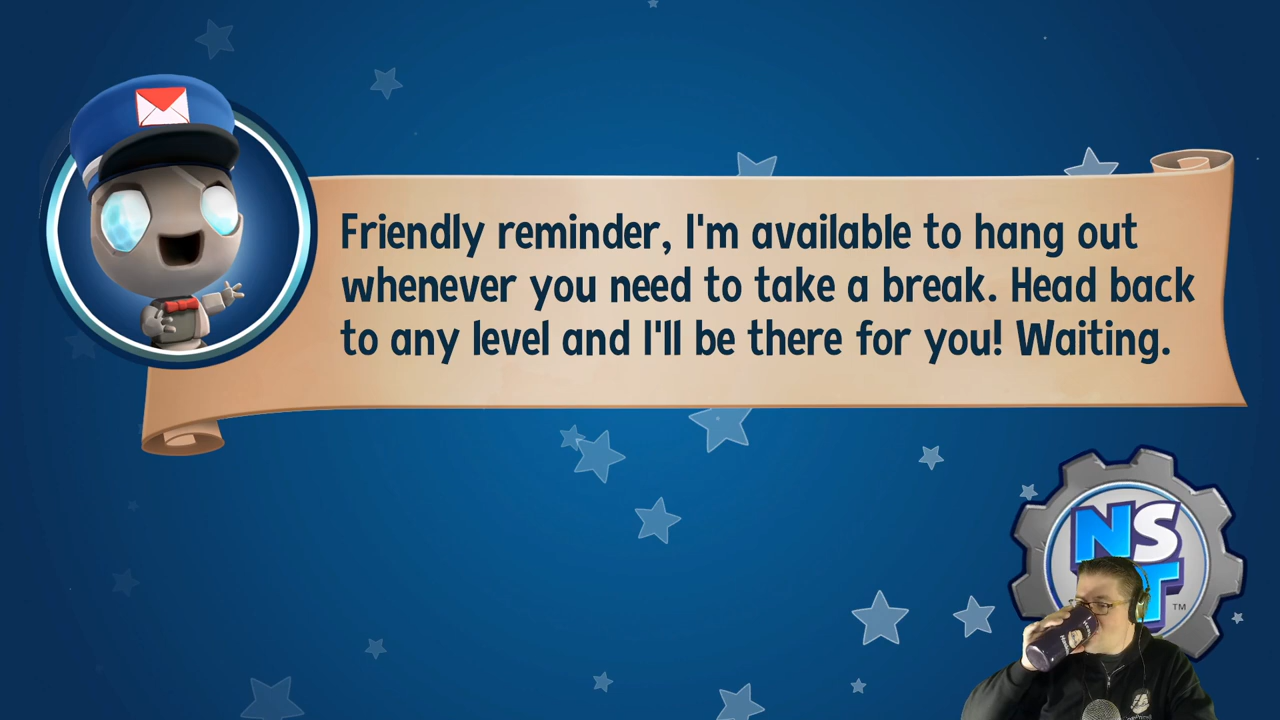 Friendly reminder, I'm available to hang out
whenever you need to take a break. Head back
to any level and I'll be there for you! Waiting.
NS
T™